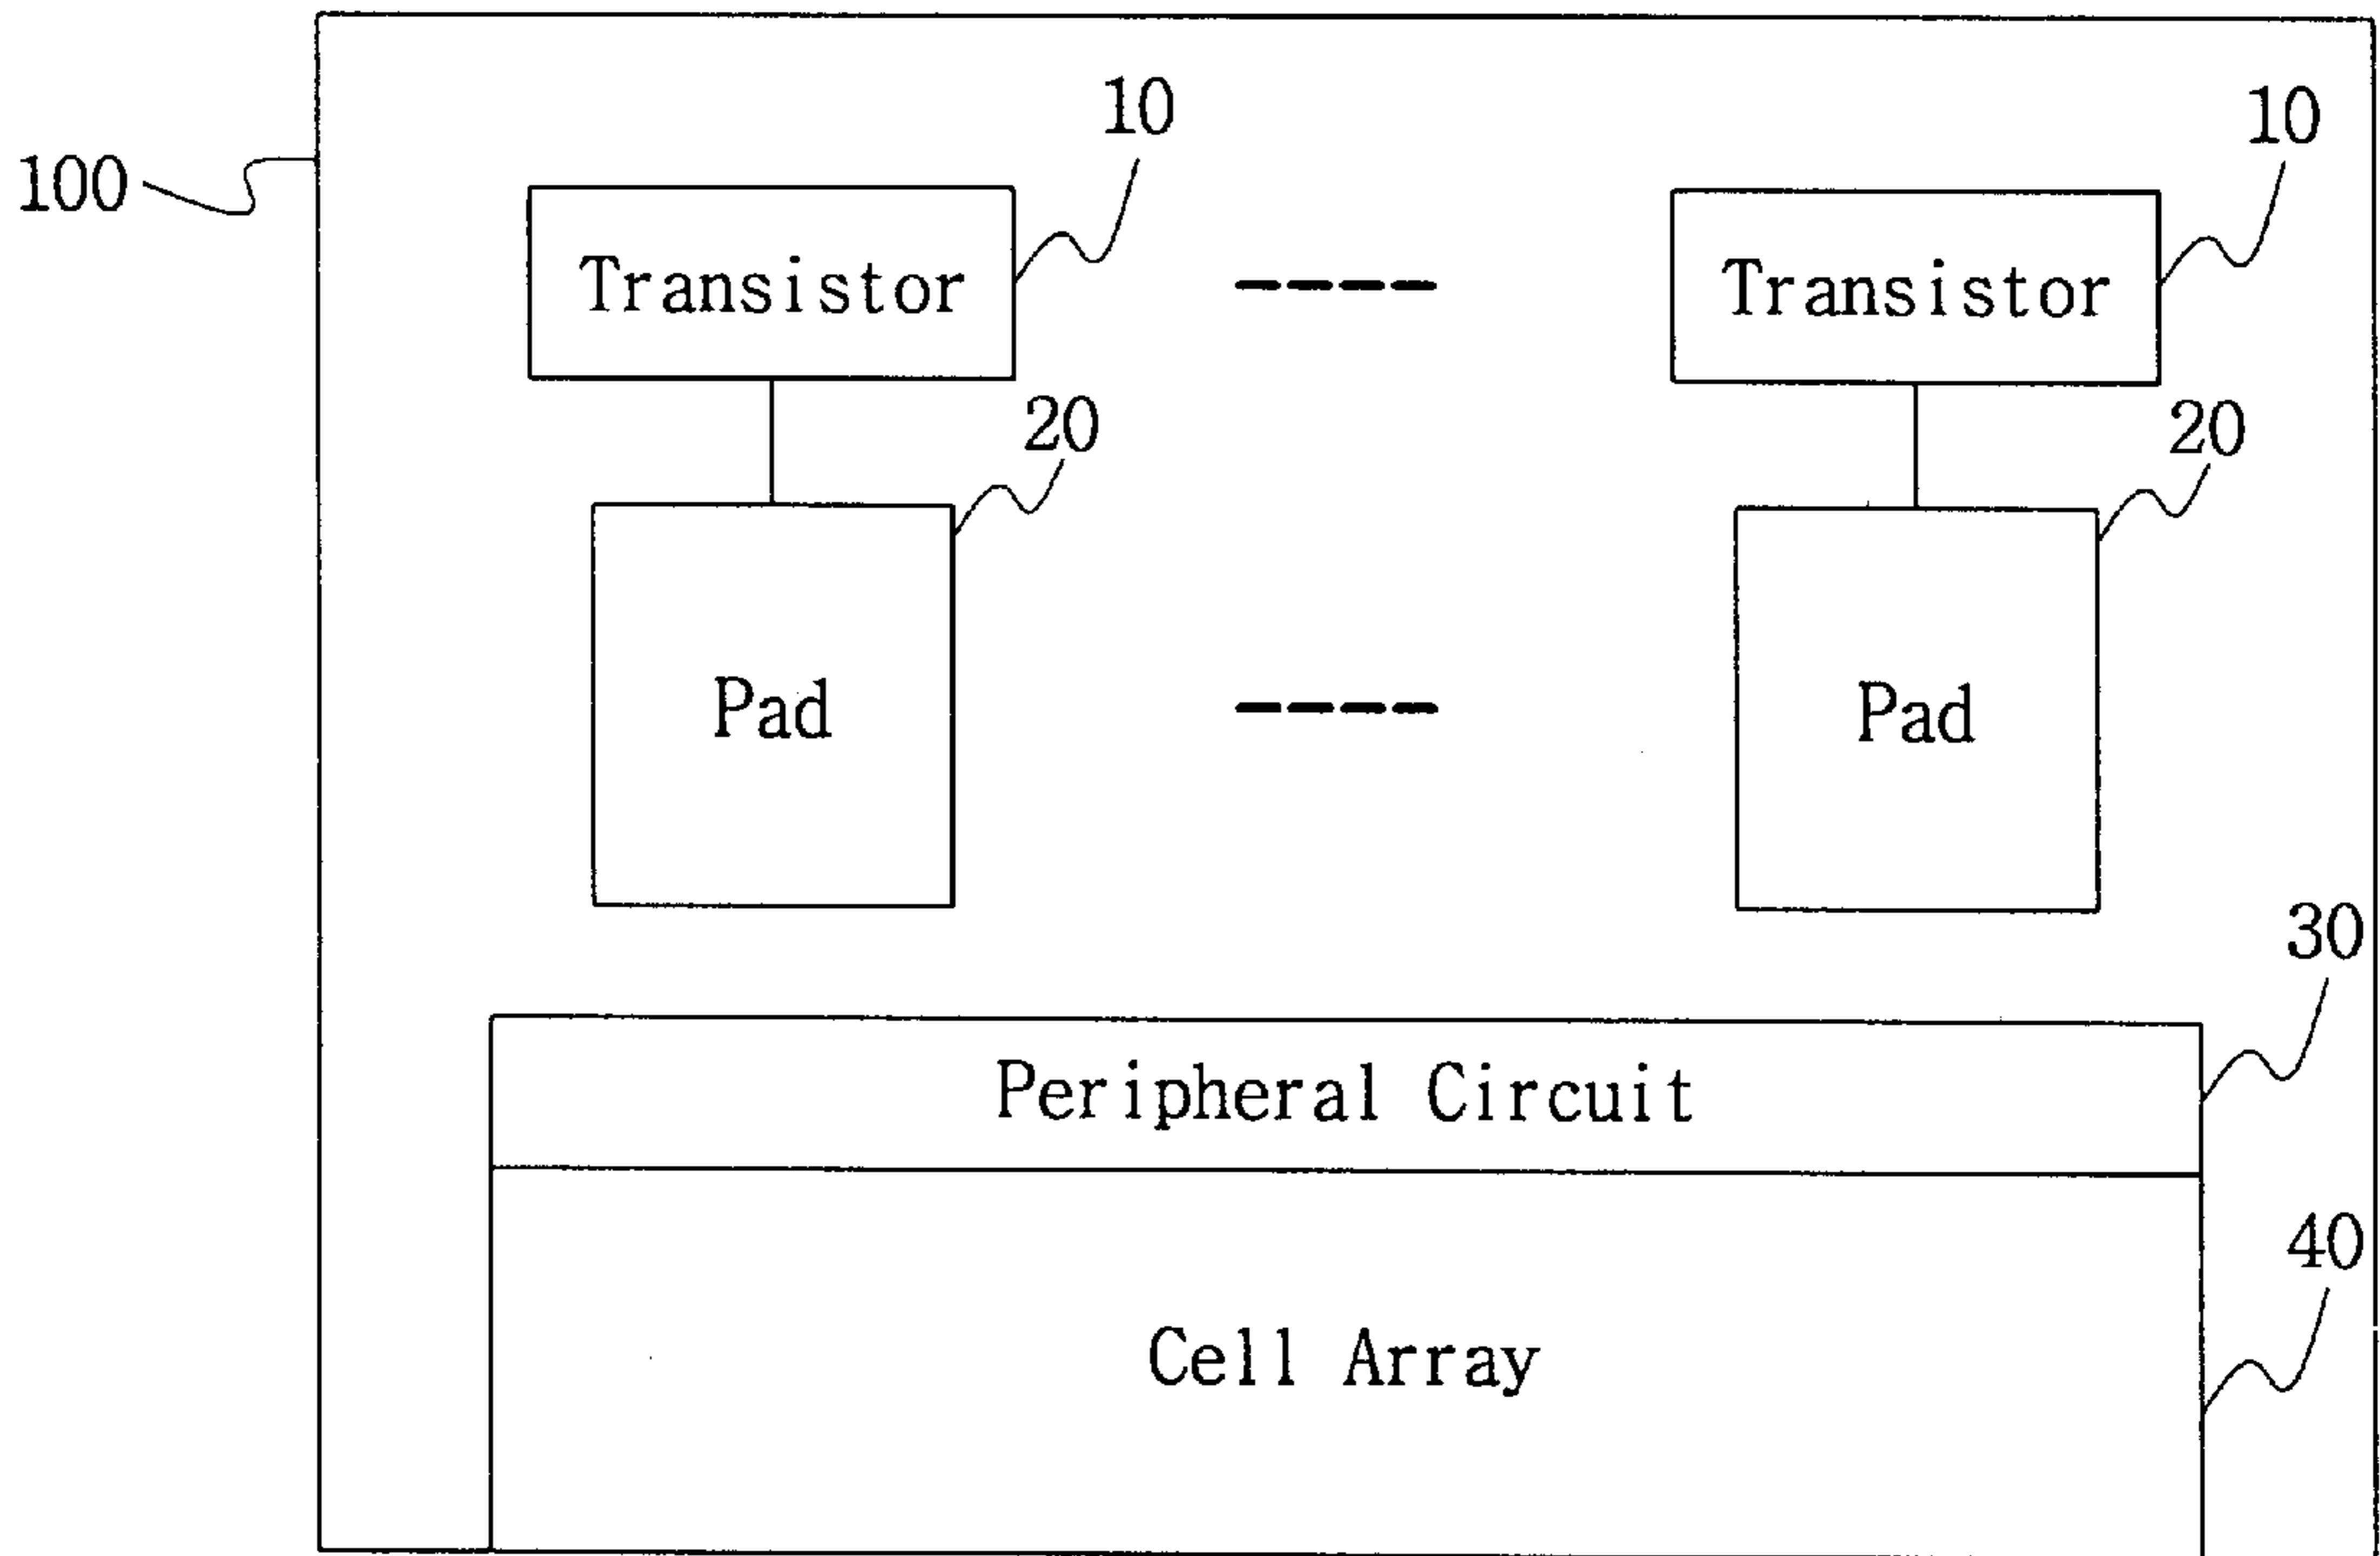 10
10
100
Transistor
Transistor
20
20
Pad
Pad
30
Peripheral Circuit
40
Cell Array